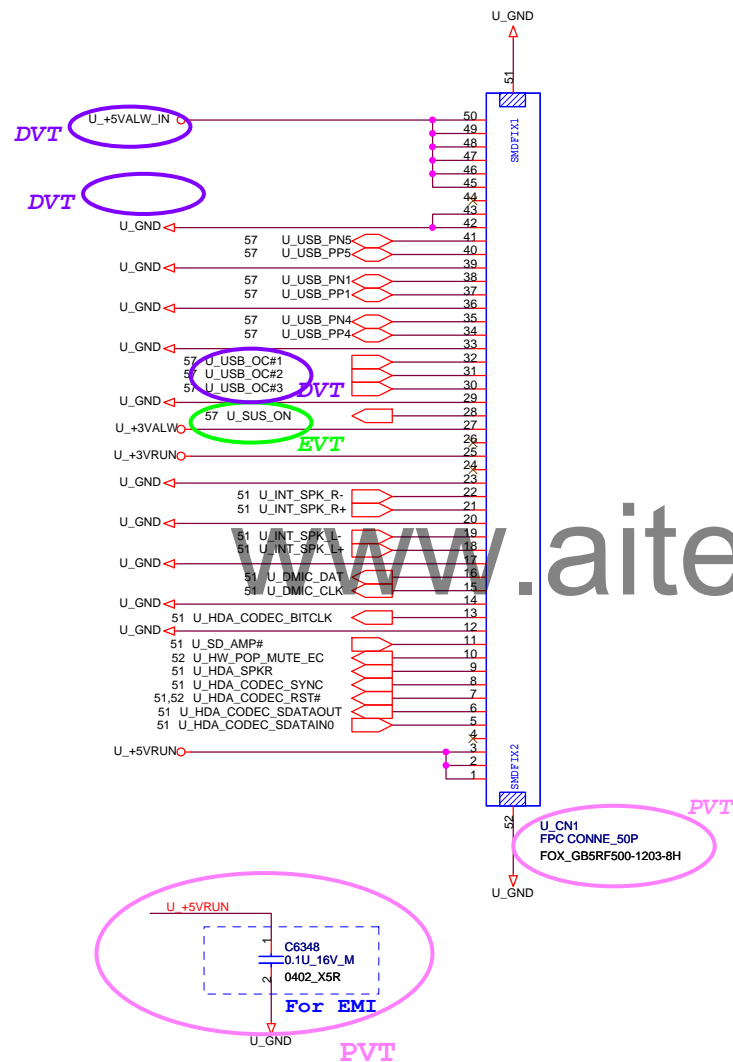 U_GND
51
SMDFIX1
DVT
U_+5VALW_IN
50
49
48
47
46
45
DVT
44
43
U_GND
42
57 U_USB_PN5
41
57 U_USB_PP5
40
U_GND
39
57 U_USB_PN1
38
57 U_USB_PP1
37
U_GND
36
57 U_USB_PN4
35
57 U_USB_PP4
34
U_GND
33
57 U_USB_OC#1
32
57 U_USB_OC#2
31
57 U_USB_OC#3
DVT
30
U_GND
29
57 U_SUS_ON
28
EVT
U_+3VALW
27
26
U_+3VRUN
25
24
U_GND
23
51 U_INT_SPK_R-
22
51 U_INT_SPK_R+
21
U_GND
20
51 U_INT_SPK_L-
19
51 U_INT_SPK_L+
18
www.aite
U_GND
17
51 U_DMIC_DAT
16
51 U_DMIC_CLK
15
U_GND
14
51 U_HDA_CODEC_BITCLK
13
U_GND
12
51 U_SD_AMP#
11
52 U_HW_POP_MUTE_EC
10
51 U_HDA_SPKR
9
51 U_HDA_CODEC_SYNC
8
51,52 U_HDA_CODEC_RST#
7
51 U_HDA_CODEC_SDATAOUT
6
51 U_HDA_CODEC_SDATAIN0
5
4
U_+5VRUN
3
2
1
SMDFIX2
52
PVT
U_CN1
FPC CONNE_50P
FOX_GB5RF500-1203-8H
U_GND
U_+5VRUN
1
C6348
0.1U_16V_M
2
0402_X5R
For EMI
U_GND
PVT